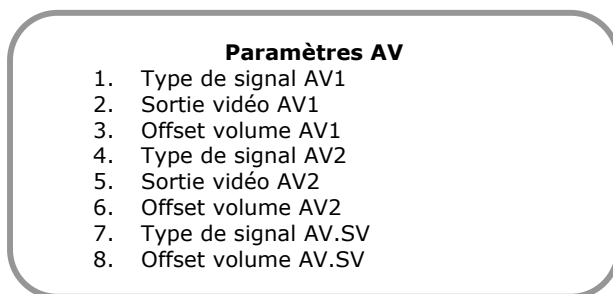 Paramètres AV
1. Type de signal AV1
2. Sortie vidéo AV1
3. Offset volume AV1
4. Type de signal AV2
5. Sortie vidéo AV2
6. Offset volume AV2
7. Type de signal AV.SV
8. Offset volume AV.SV